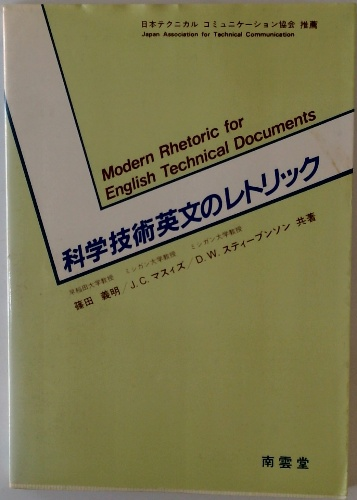 日本テクニカル コミュニケーション協会 推薦
Japan Association for Technical Communication
Modern Rhetoric for
English Technical Documents
科学技術英文のレトリック
早稲田大学教授 ミシガン大学教授 ミシガン大学教授
篠田 義明/J.C.マスィズ/D.W.スティーブンソン 共著
南雲堂